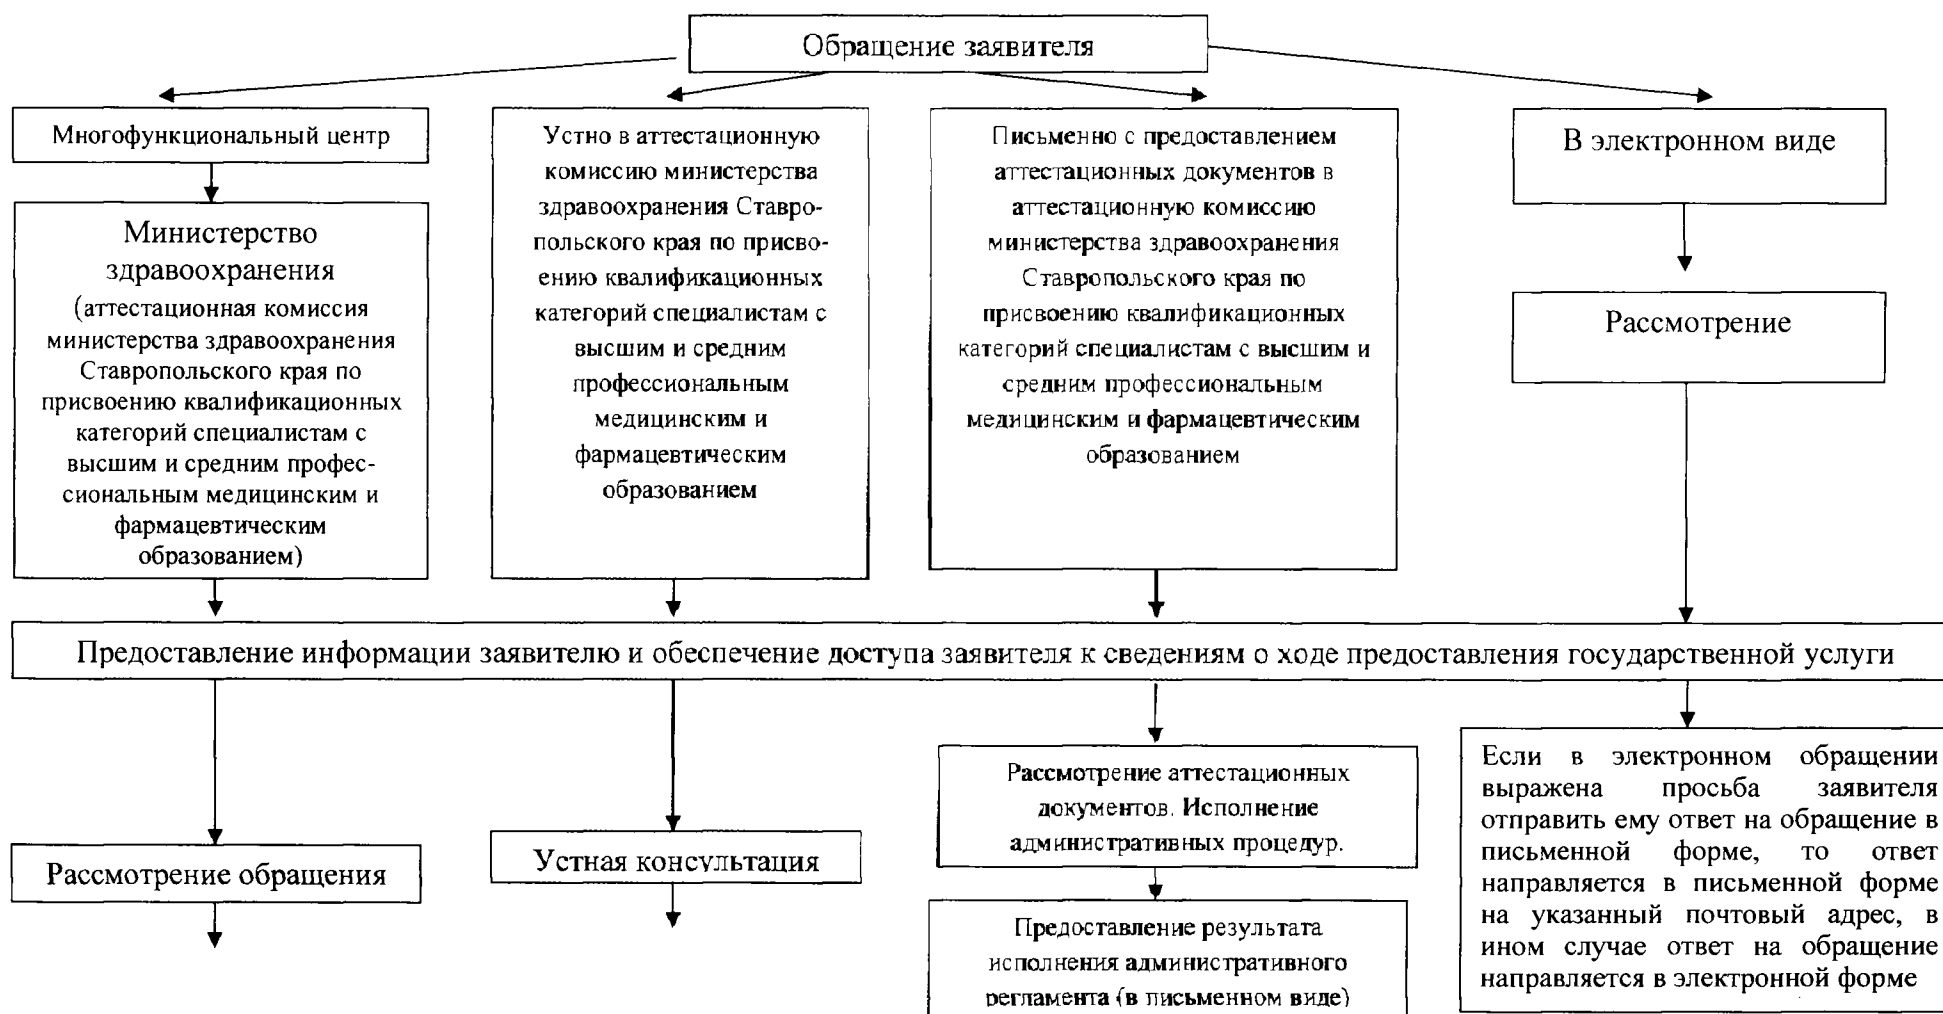 Обращение заявителя
Многофункциональный центр
Министерство
здравоохранения
(аттестационная комиссия
министерства здравоохранения
Ставропольского края по
присвоению квалификационных
категорий специалистам с
высшим и средним профес-
сиональным медицинским и
фармацевтическим
образованием)
Устно в аттестационную
комиссию министерства
здравоохранения Ставро-
польского края по присво-
ению квалификационных
категорий специалистам с
высшим и средним
профессиональным
медицинским и
фармацевтическим
образованием
Письменно с предоставлением
аттестационных документов в
аттестационную комиссию
министерства здравоохранения
Ставропольского края по
присвоению квалификационных
категорий специалистам с высшим и
средним профессиональным
медицинским и фармацевтическим
образованием
В электронном виде
Рассмотрение
Предоставление информации заявителю и обеспечение доступа заявителя к сведениям о ходе предоставления государственной услуги
Рассмотрение обращения
Устная консультация
Рассмотрение аттестационных
документов. Исполнение
административных процедур.
Предоставление результата
исполнения административного
регламента (в письменном виде)
Если в электронном обращении
выражена просьба заявителя
отправить ему ответ на обращение в
письменной форме, то ответ
направляется в письменной форме
на указанный почтовый адрес, в
ином случае ответ на обращение
направляется в электронной форме